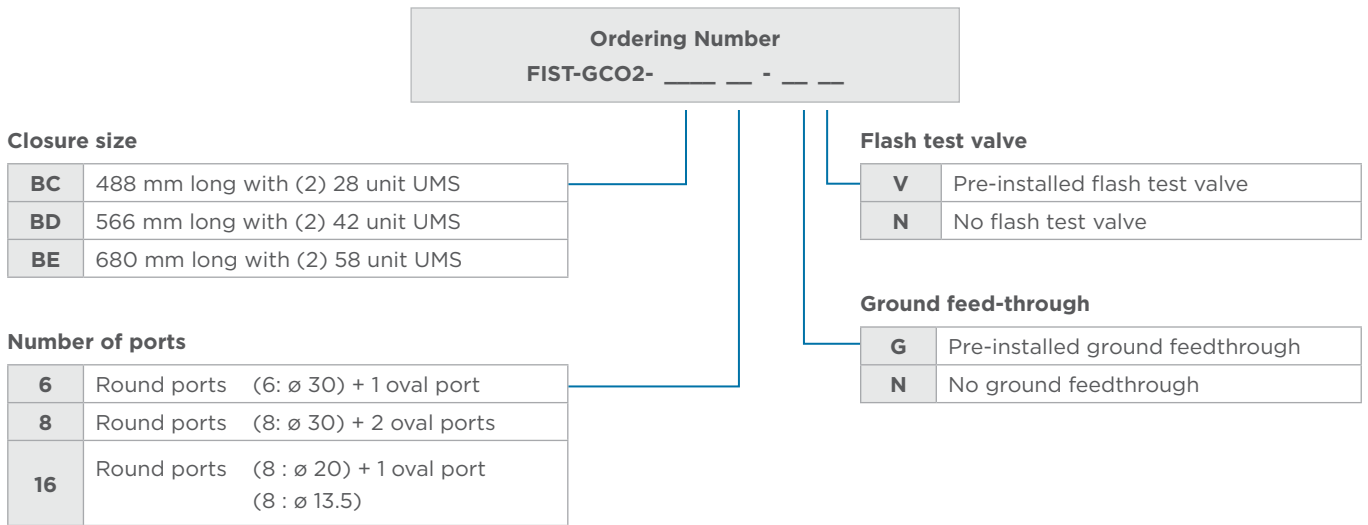 Ordering Number
FIST-GCO2- ____ __ - __ __
Closure size
BC 488 mm long with (2) 28 unit UMS
BD 566 mm long with (2) 42 unit UMS
BE 680 mm long with (2) 58 unit UMS
Number of ports
6 Round ports (6: ø 30) + 1 oval port
8 Round ports (8: ø 30) + 2 oval ports
16 Round ports (8 : ø 20) + 1 oval port
(8 : ø 13.5)
Flash test valve
V Pre-installed flash test valve
N No flash test valve
Ground feed-through
G Pre-installed ground feedthrough
N No ground feedthrough